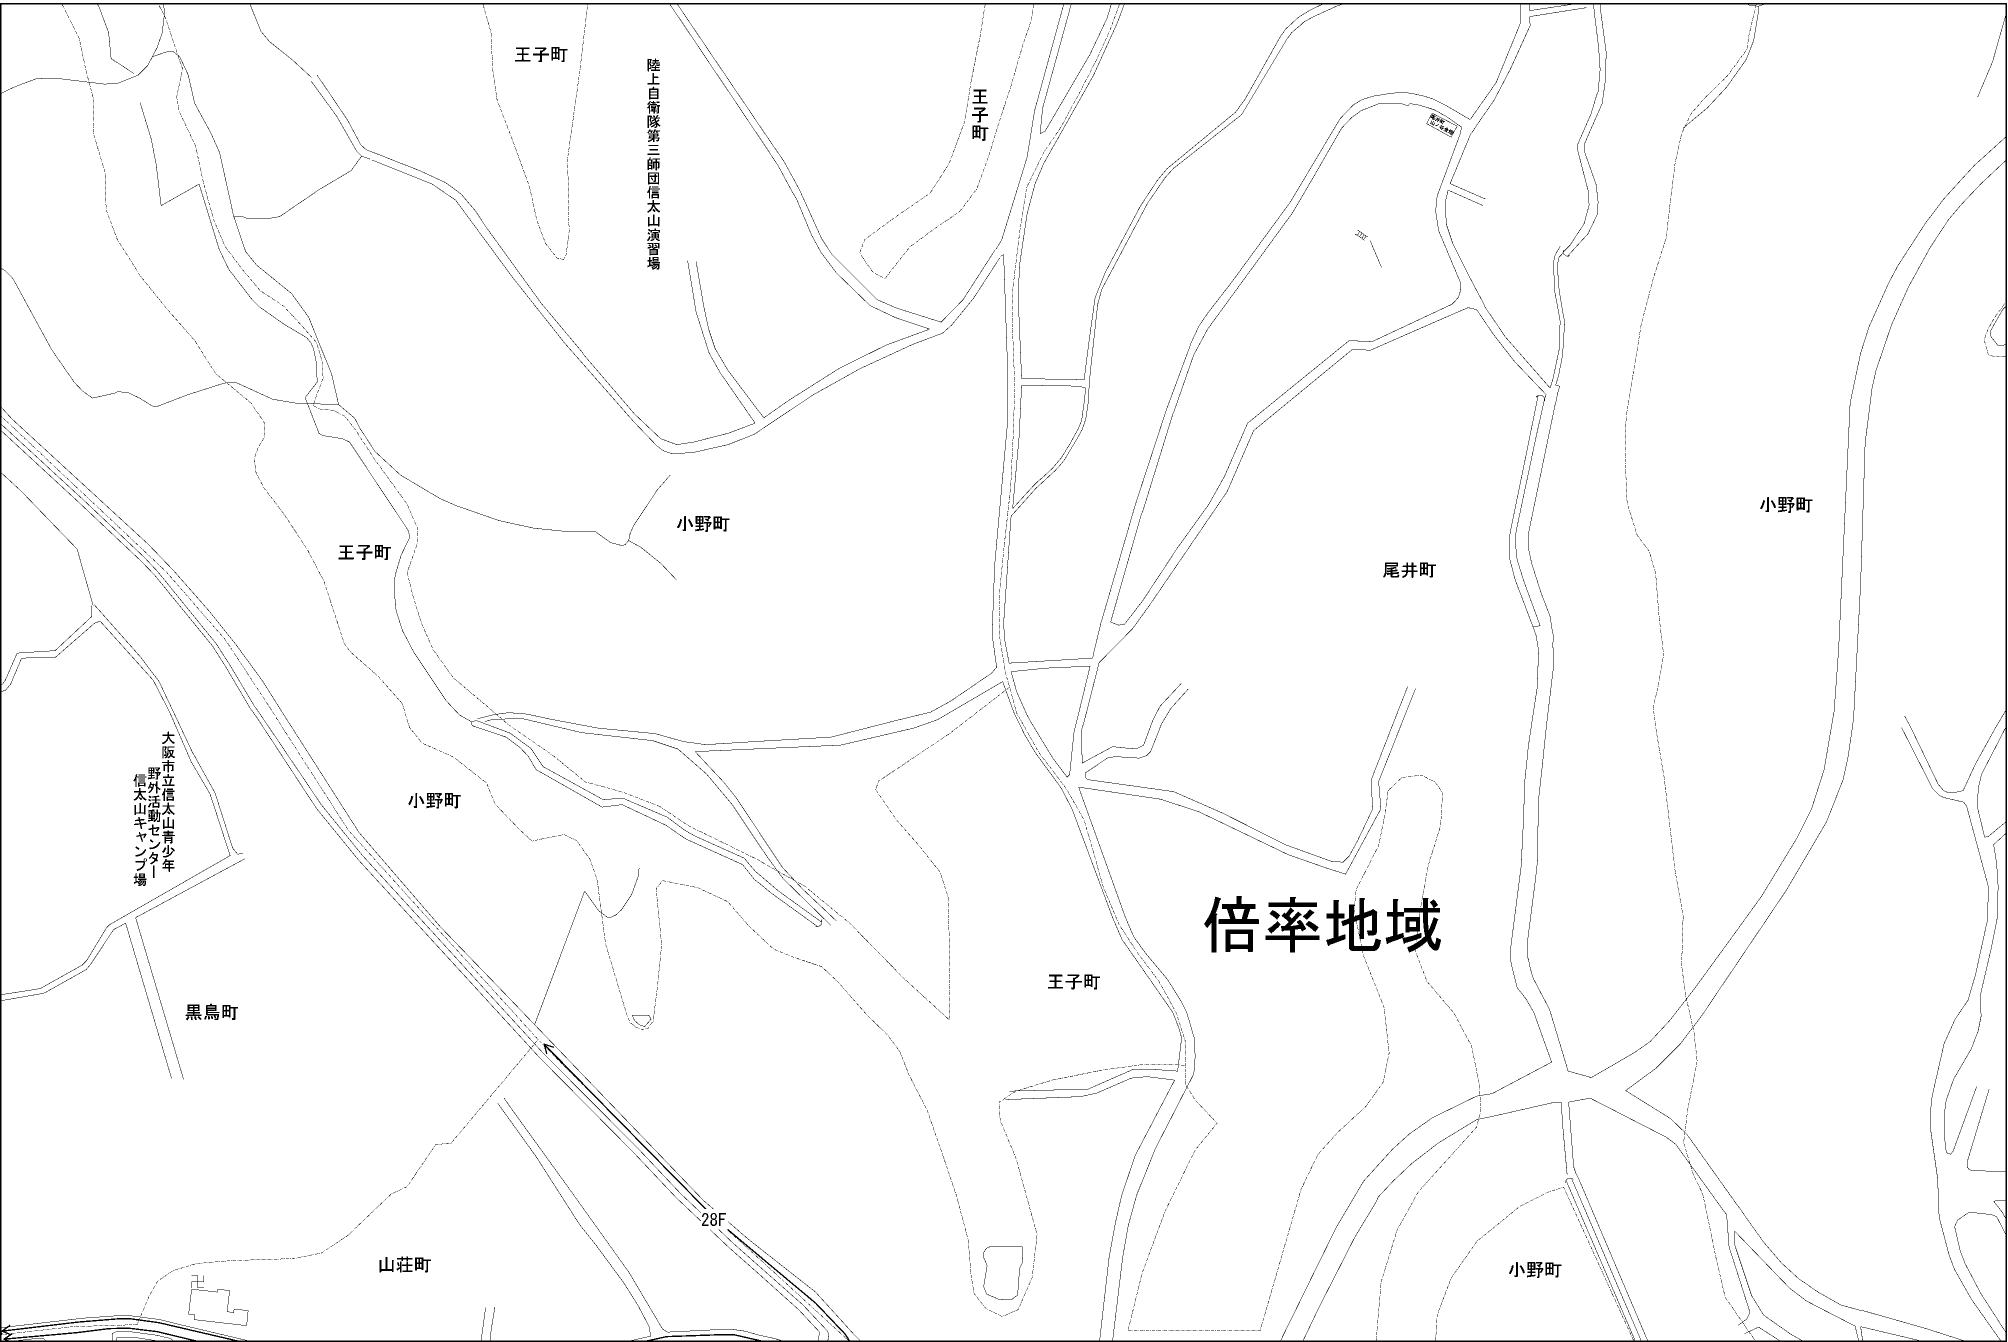 王子町
陸上自衛隊第三師団信太山演習場
王子町
小野町
小野町
王子町
尾井町
大阪市立信太山青少年
野外活動センター
信太山キャンプ場
小野町
倍率地域
王子町
黒鳥町
28F
山荘町
小野町